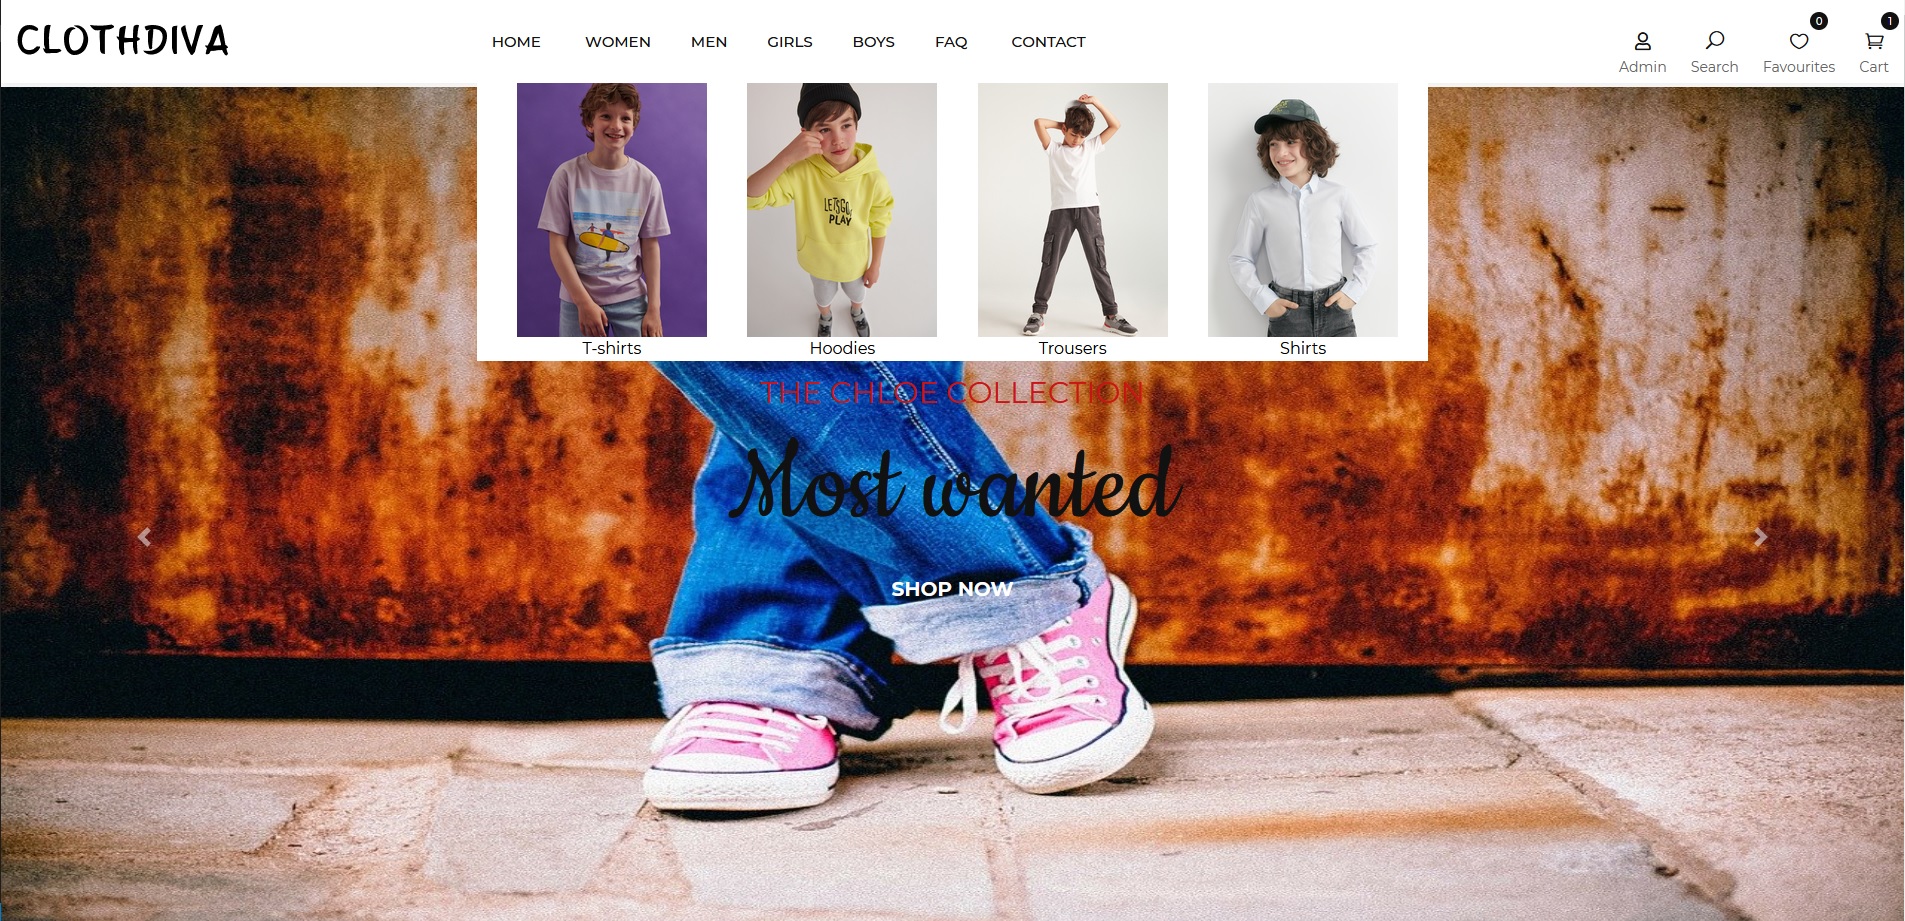 CLOTHDIVA
HOME WOMEN MEN GIRLS BOYS FAQ CONTACT
0 1
Admin Search Favourites Cart
LET'S GO
PLAY
T-shirts Hoodies Trousers Shirts
THE CHLOE COLLECTION
Most wanted
SHOP NOW